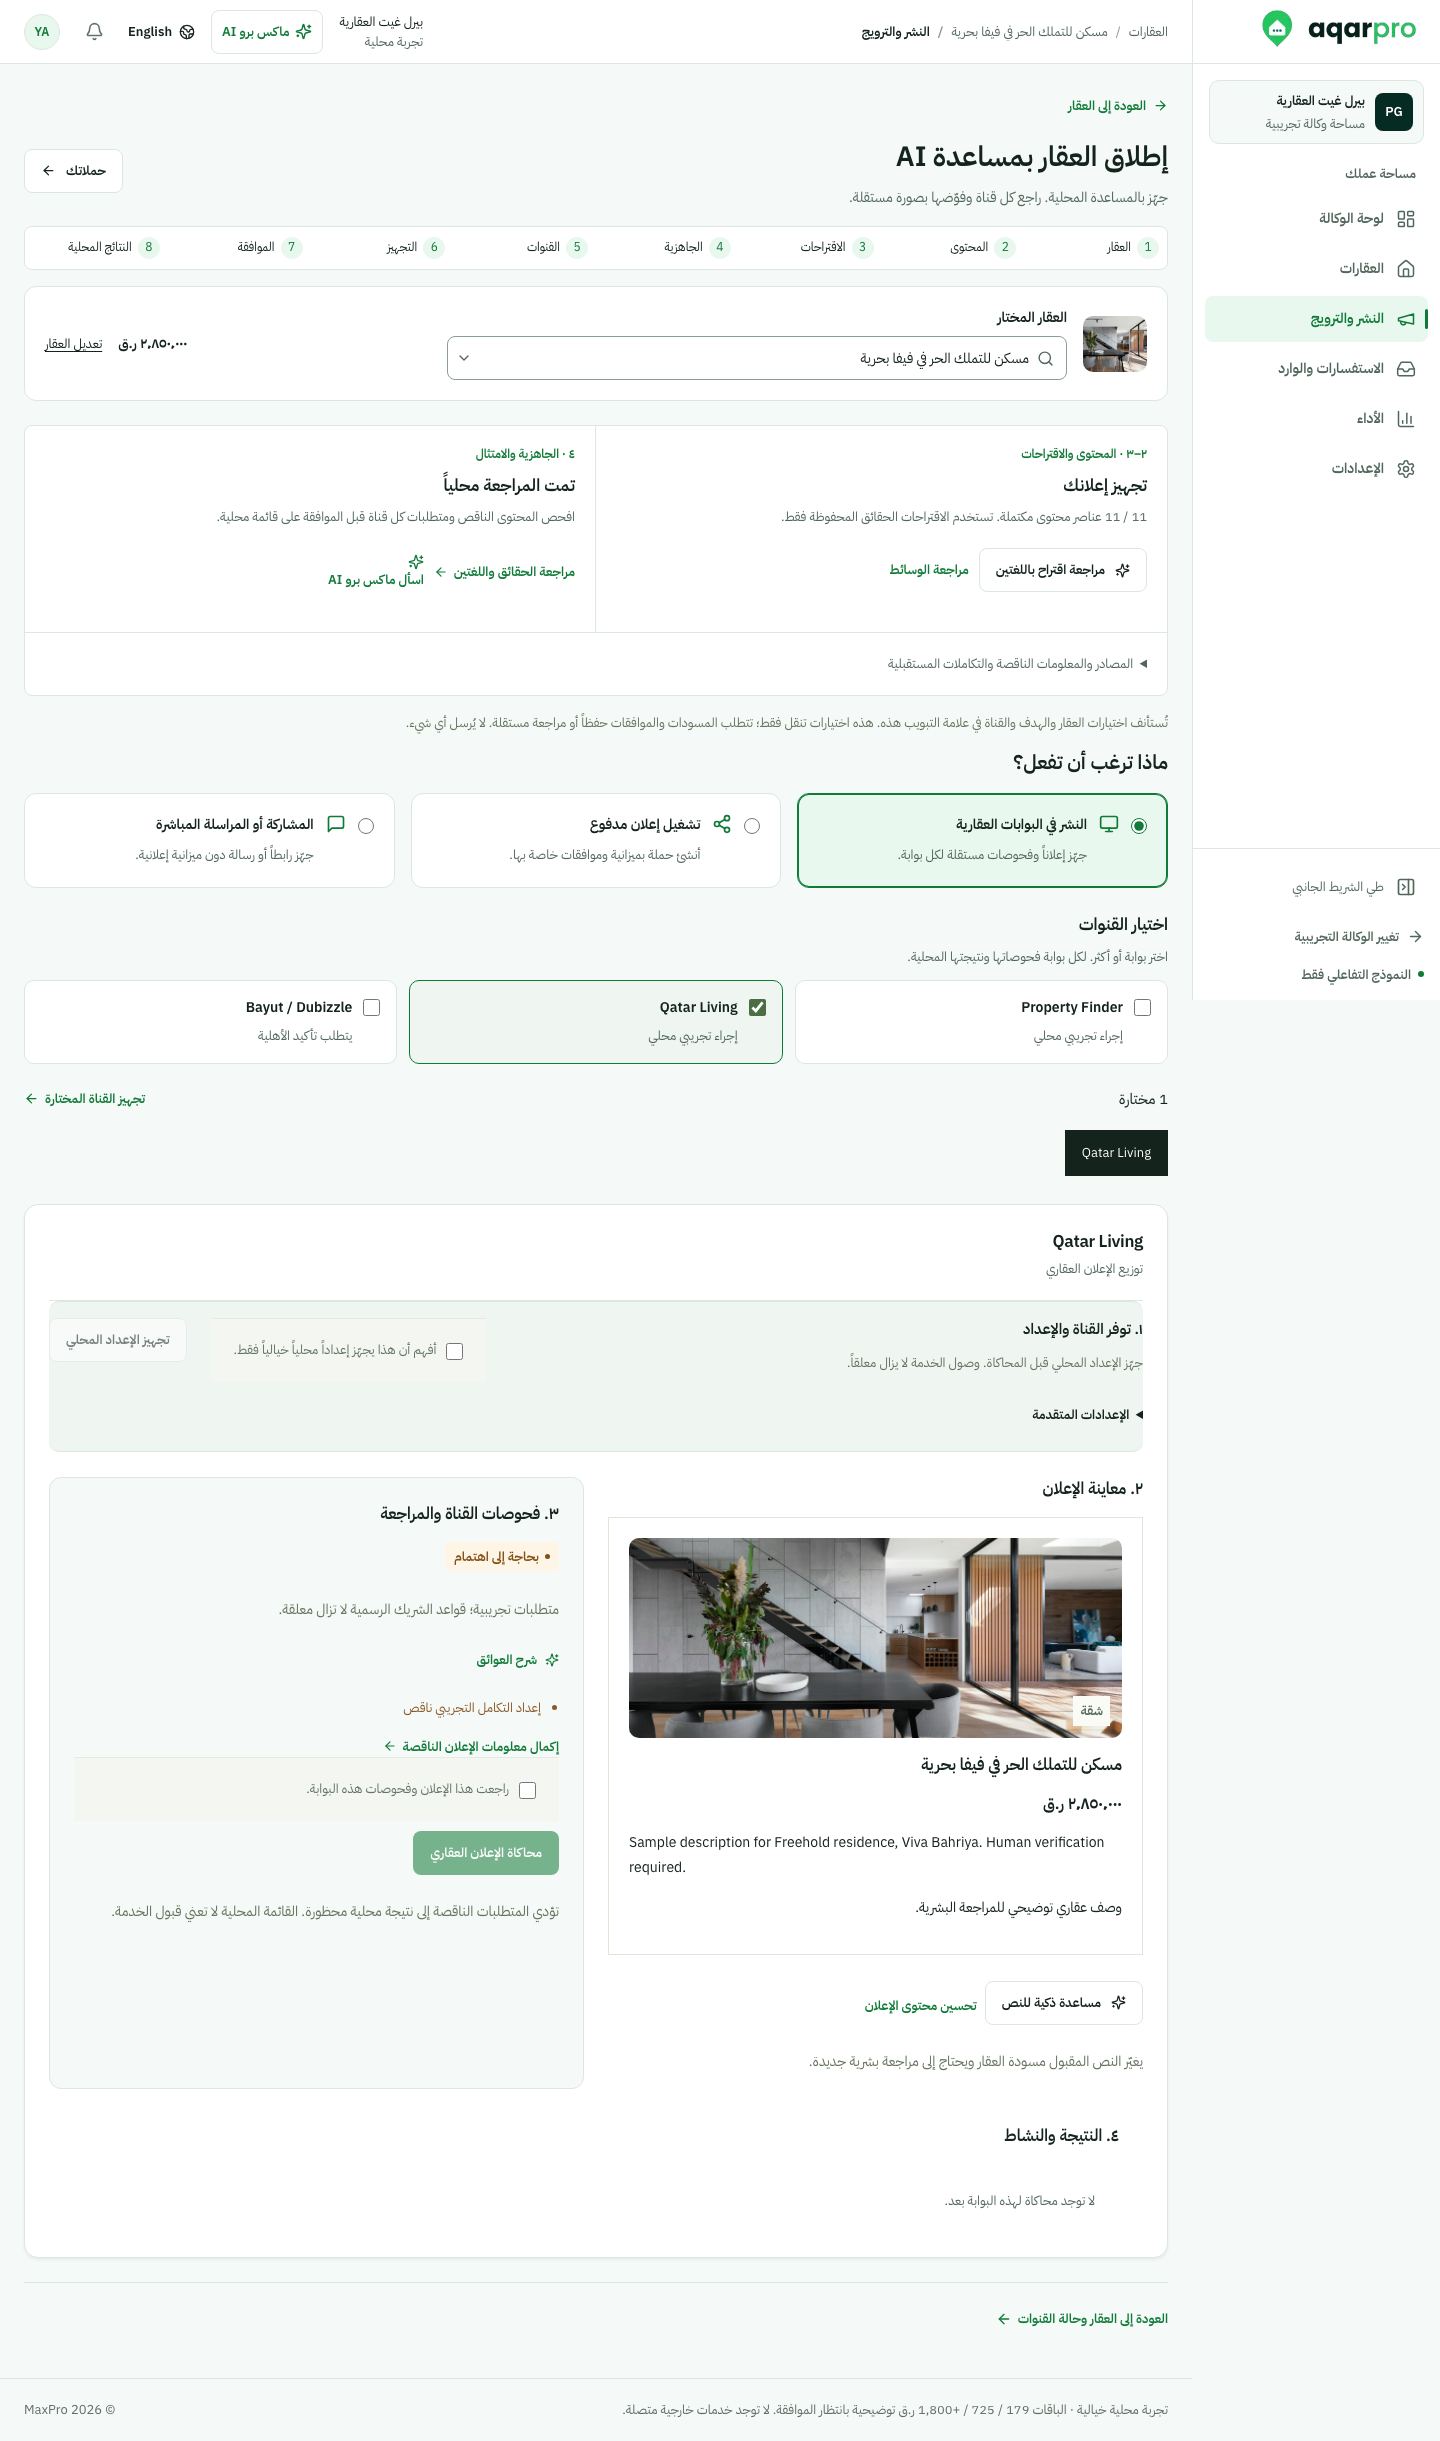 aqarpro
العقارات / مسكن للتملك الحر في فيفا بحرية / النشر والترويج
بيرل غيت العقارية
تجربة محلية
ماكس برو AI
English
YA
PG
بيرل غيت العقارية
مساحة وكالة تجريبية
مساحة عملك
لوحة الوكالة
العقارات
النشر والترويج
الاستفسارات والوارد
الأداء
الإعدادات
طي الشريط الجانبي
تغيير الوكالة التجريبية
النموذج التفاعلي فقط
العودة إلى العقار
إطلاق العقار بمساعدة AI
جهّز بالمساعدة المحلية. راجع كل قناة وفوّضها بصورة مستقلة.
حملاتك
1 العقار
2 المحتوى
3 الاقتراحات
4 الجاهزية
5 القنوات
6 التجهيز
7 الموافقة
8 النتائج المحلية
العقار المختار
مسكن للتملك الحر في فيفا بحرية
٢٬٨٥٠٬٠٠٠ ر.ق
تعديل العقار
٢–٣ · المحتوى والاقتراحات
تجهيز إعلانك
11 / 11 عناصر محتوى مكتملة. تستخدم الاقتراحات الحقائق المحفوظة فقط.
مراجعة اقتراح باللغتين
مراجعة الوسائط
٤ · الجاهزية والامتثال
تمت المراجعة محلياً
افحص المحتوى الناقص ومتطلبات كل قناة قبل الموافقة على قائمة محلية.
مراجعة الحقائق واللغتين
اسأل ماكس برو AI
المصادر والمعلومات الناقصة والتكاملات المستقبلية
تُستأنف اختيارات العقار والهدف والقناة في علامة التبويب هذه. هذه اختيارات تنقل فقط؛ تتطلب المسودات والموافقات حفظاً أو مراجعة مستقلة. لا يُرسل أي شيء.
ماذا ترغب أن تفعل؟
النشر في البوابات العقارية
جهّز إعلاناً وفحوصات مستقلة لكل بوابة.
تشغيل إعلان مدفوع
أنشئ حملة بميزانية وموافقات خاصة بها.
المشاركة أو المراسلة المباشرة
جهّز رابطاً أو رسالة دون ميزانية إعلانية.
اختيار القنوات
اختر بوابة أو أكثر. لكل بوابة فحوصاتها ونتيجتها المحلية.
Property Finder
إجراء تجريبي محلي
Qatar Living
إجراء تجريبي محلي
Bayut / Dubizzle
يتطلب تأكيد الأهلية
1 مختارة
تجهيز القناة المختارة
Qatar Living
Qatar Living
توزيع الإعلان العقاري
١. توفر القناة والإعداد
جهّز الإعداد المحلي قبل المحاكاة. وصول الخدمة لا يزال معلقاً.
أفهم أن هذا يجهّز إعداداً محلياً خيالياً فقط.
تجهيز الإعداد المحلي
الإعدادات المتقدمة
٢. معاينة الإعلان
شقة
مسكن للتملك الحر في فيفا بحرية
٢٬٨٥٠٬٠٠٠ ر.ق
Sample description for Freehold residence, Viva Bahriya. Human verification
required.
وصف عقاري توضيحي للمراجعة البشرية.
مساعدة ذكية للنص
تحسين محتوى الإعلان
يغيّر النص المقبول مسودة العقار ويحتاج إلى مراجعة بشرية جديدة.
٣. فحوصات القناة والمراجعة
بحاجة إلى اهتمام
متطلبات تجريبية؛ قواعد الشريك الرسمية لا تزال معلقة.
شرح العوائق
إعداد التكامل التجريبي ناقص
إكمال معلومات الإعلان الناقصة
راجعت هذا الإعلان وفحوصات هذه البوابة.
محاكاة الإعلان العقاري
تؤدي المتطلبات الناقصة إلى نتيجة محلية محظورة. القائمة المحلية لا تعني قبول الخدمة.
٤. النتيجة والنشاط
لا توجد محاكاة لهذه البوابة بعد.
العودة إلى العقار وحالة القنوات
تجربة محلية خيالية · الباقات 179 / 725 / +1,800 ر.ق توضيحية بانتظار الموافقة. لا توجد خدمات خارجية متصلة.
© 2026 MaxPro